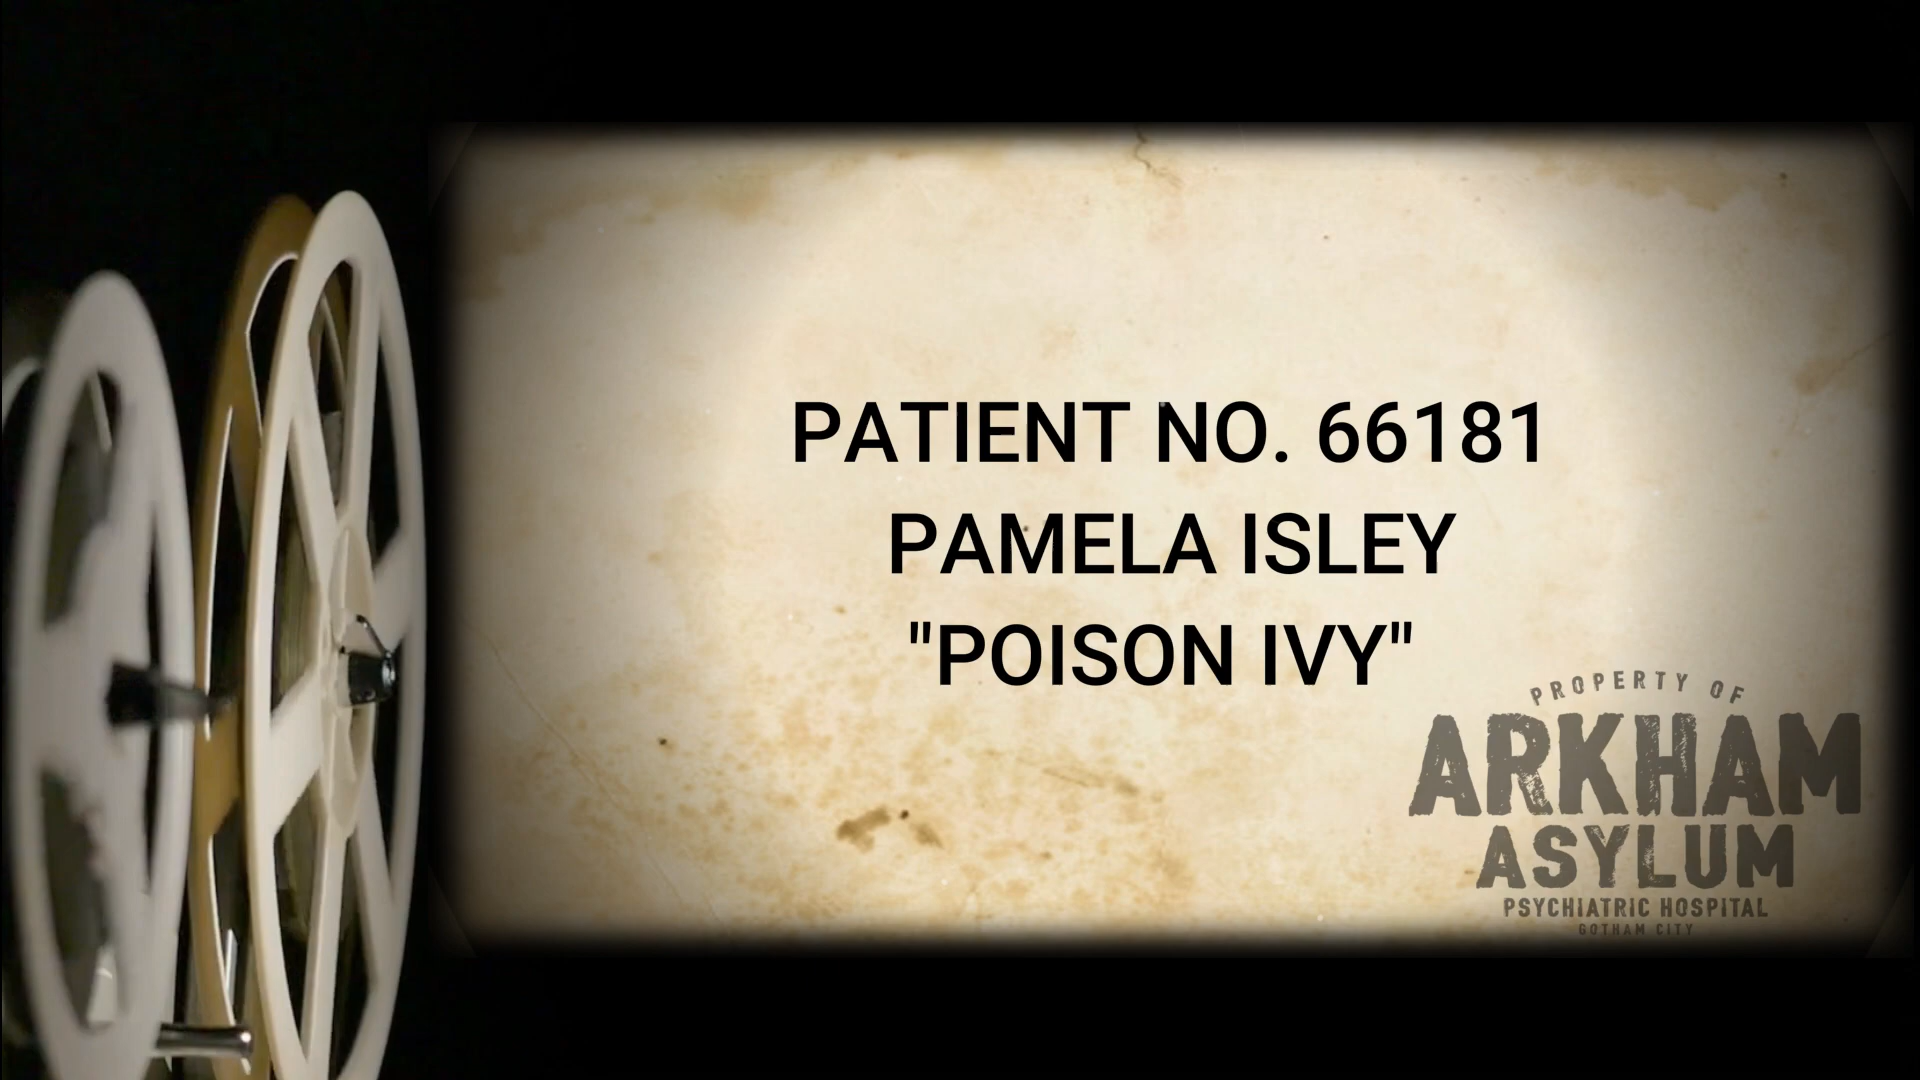 PATIENT NO. 66181
PAMELA ISLEY
"POISON IVY"
PROPERTY OF
ARKHAM
ASYLUM
PSYCHIATRIC HOSPITAL
GOTHAM CITY